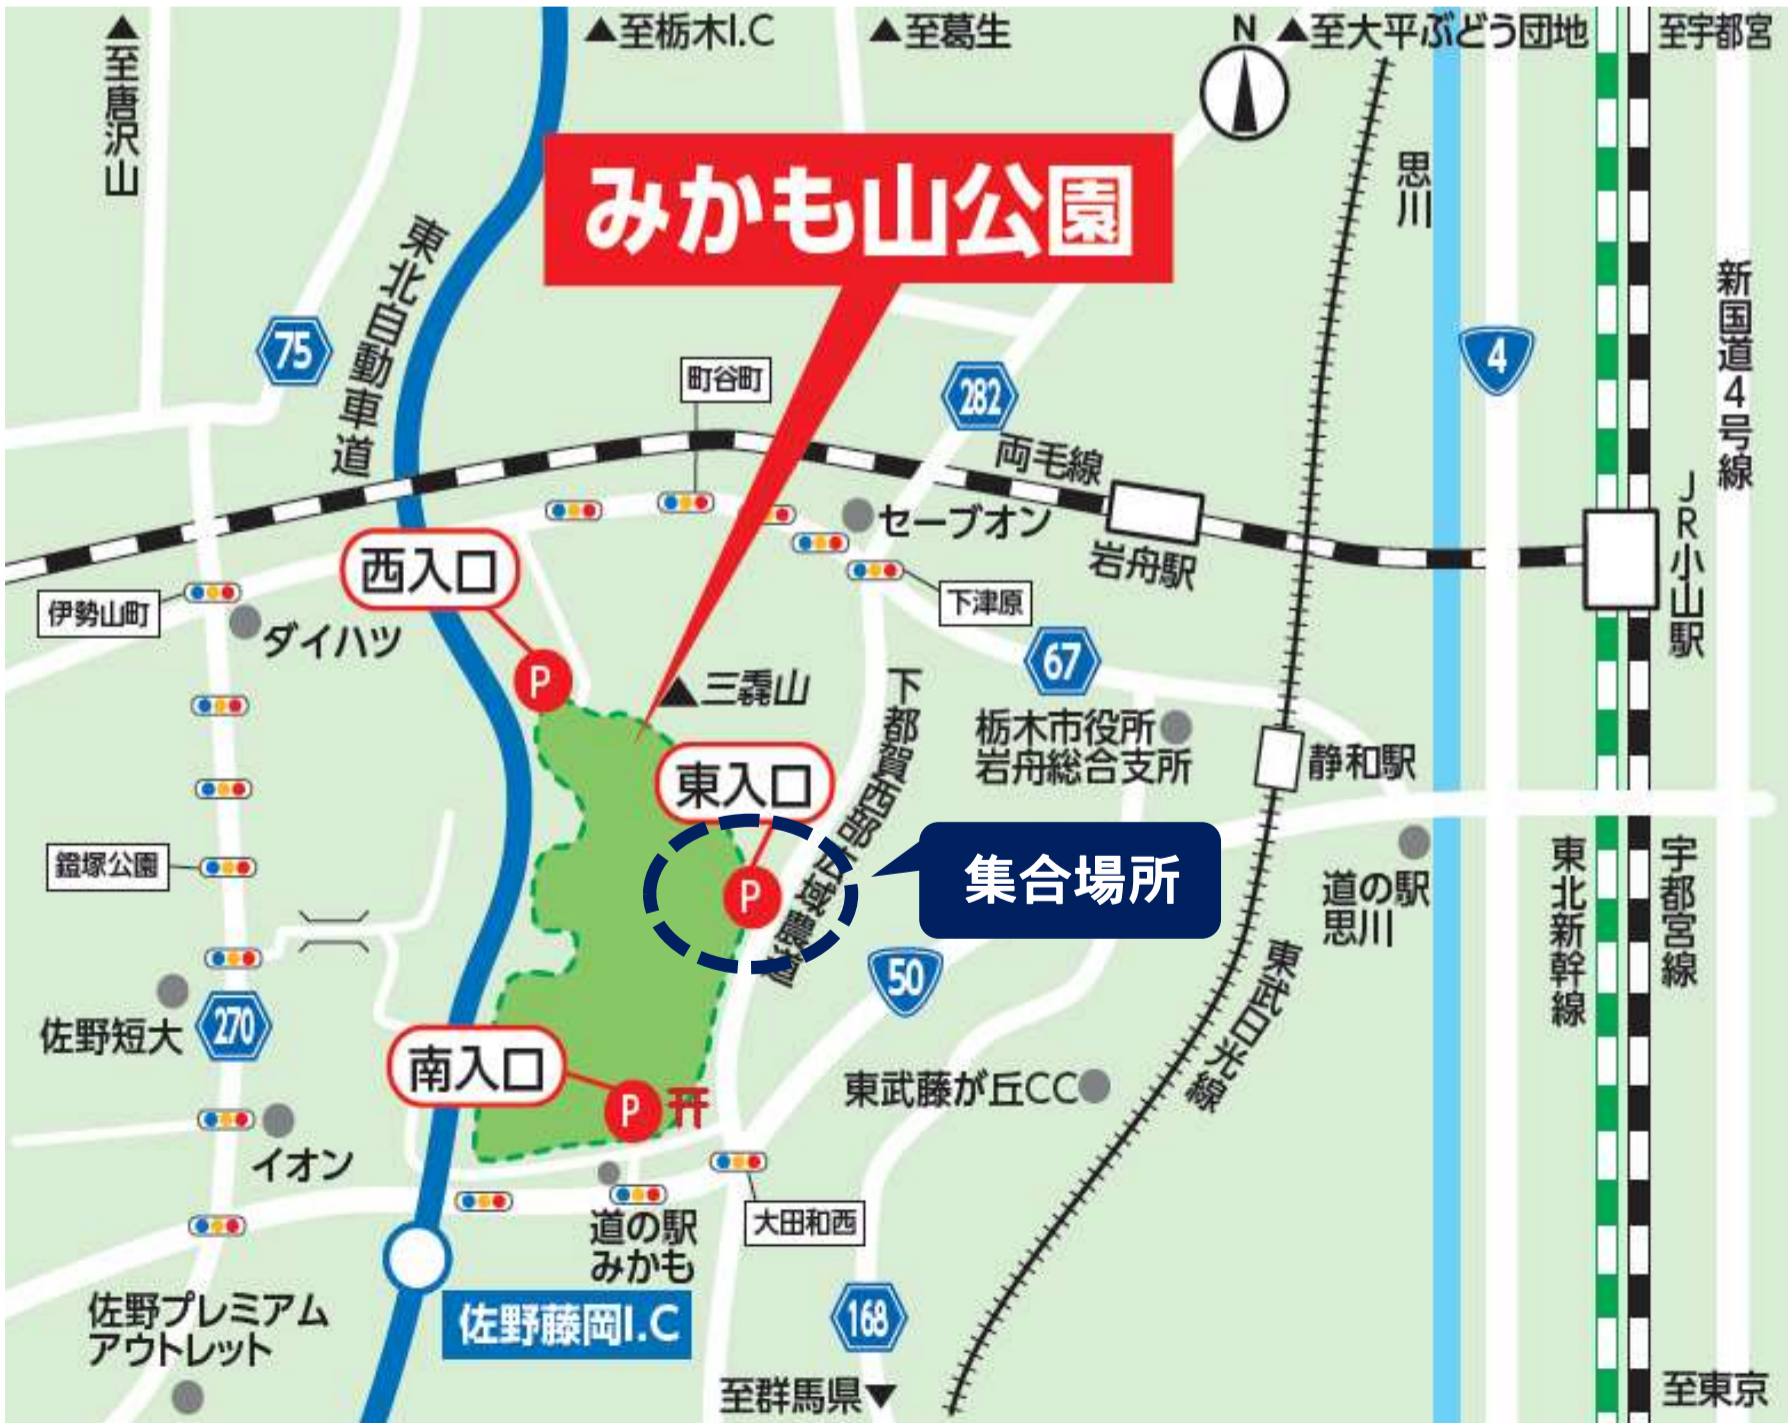 ▲至唐沢山
▲至栃木I.C
▲至葛生
N
▲至大平ぶどう団地
至宇都宮
みかも山公園
思川
東北自動車道
75
新国道4号線
4
町谷町
282
両毛線
セーブオン
岩舟駅
JR小山駅
西入口
伊勢山町
ダイハツ
下津原
67
P
▲三毳山
下都賀西部広域農道
栃木市役所
岩舟総合支所
静和駅
東入口
P
集合場所
鐙塚公園
道の駅
思川
東北新幹線
宇都宮線
50
東武日光線
佐野短大
270
南入口
P
東武藤が丘CC
イオン
道の駅
みかも
大田和西
佐野プレミアム
アウトレット
佐野藤岡I.C
168
至群馬県▼
至東京